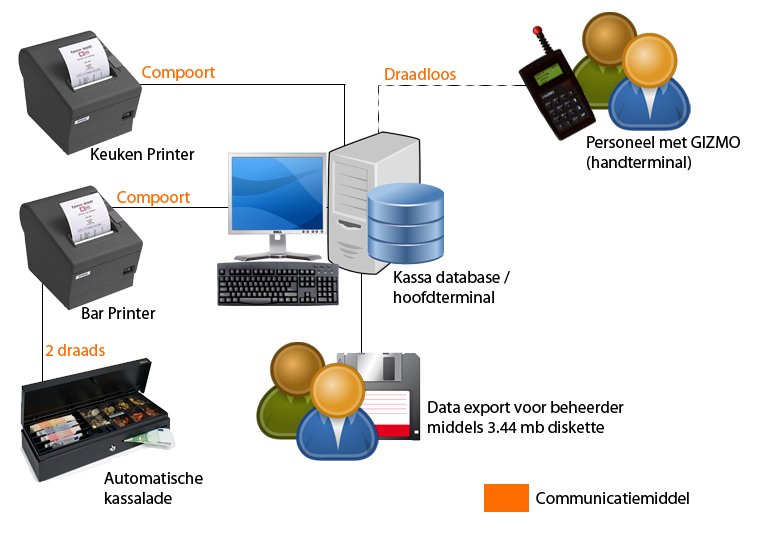 Compoort
Draadloos
Keuken Printer
Personeel met GIZMO
(handterminal)
Compoort
DELL
Kassa database /
hoofdterminal
Bar Printer
2 draads
Data export voor beheerder
middels 3.44 mb diskette
Automatische
kassalade
Communicatiemiddel